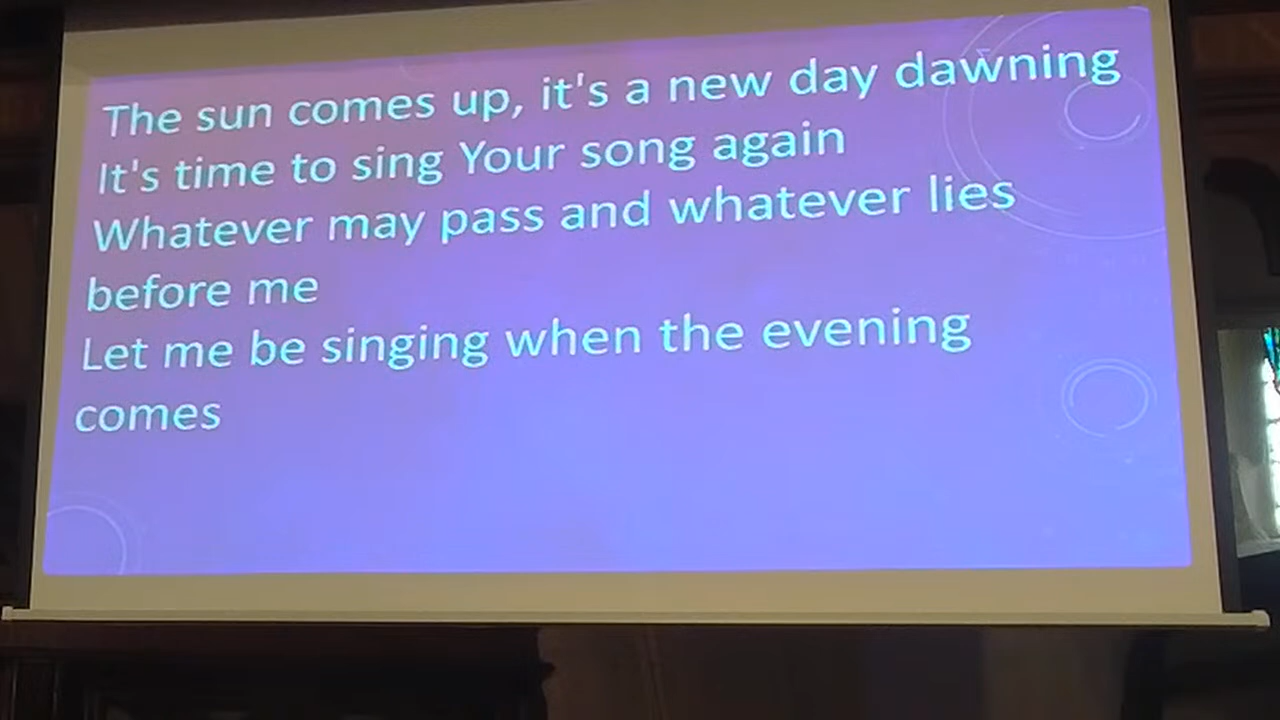 The sun comes up, it's a new day dawning
It's time to sing Your song again
Whatever may pass and whatever lies
before me
Let me be singing when the evening
comes